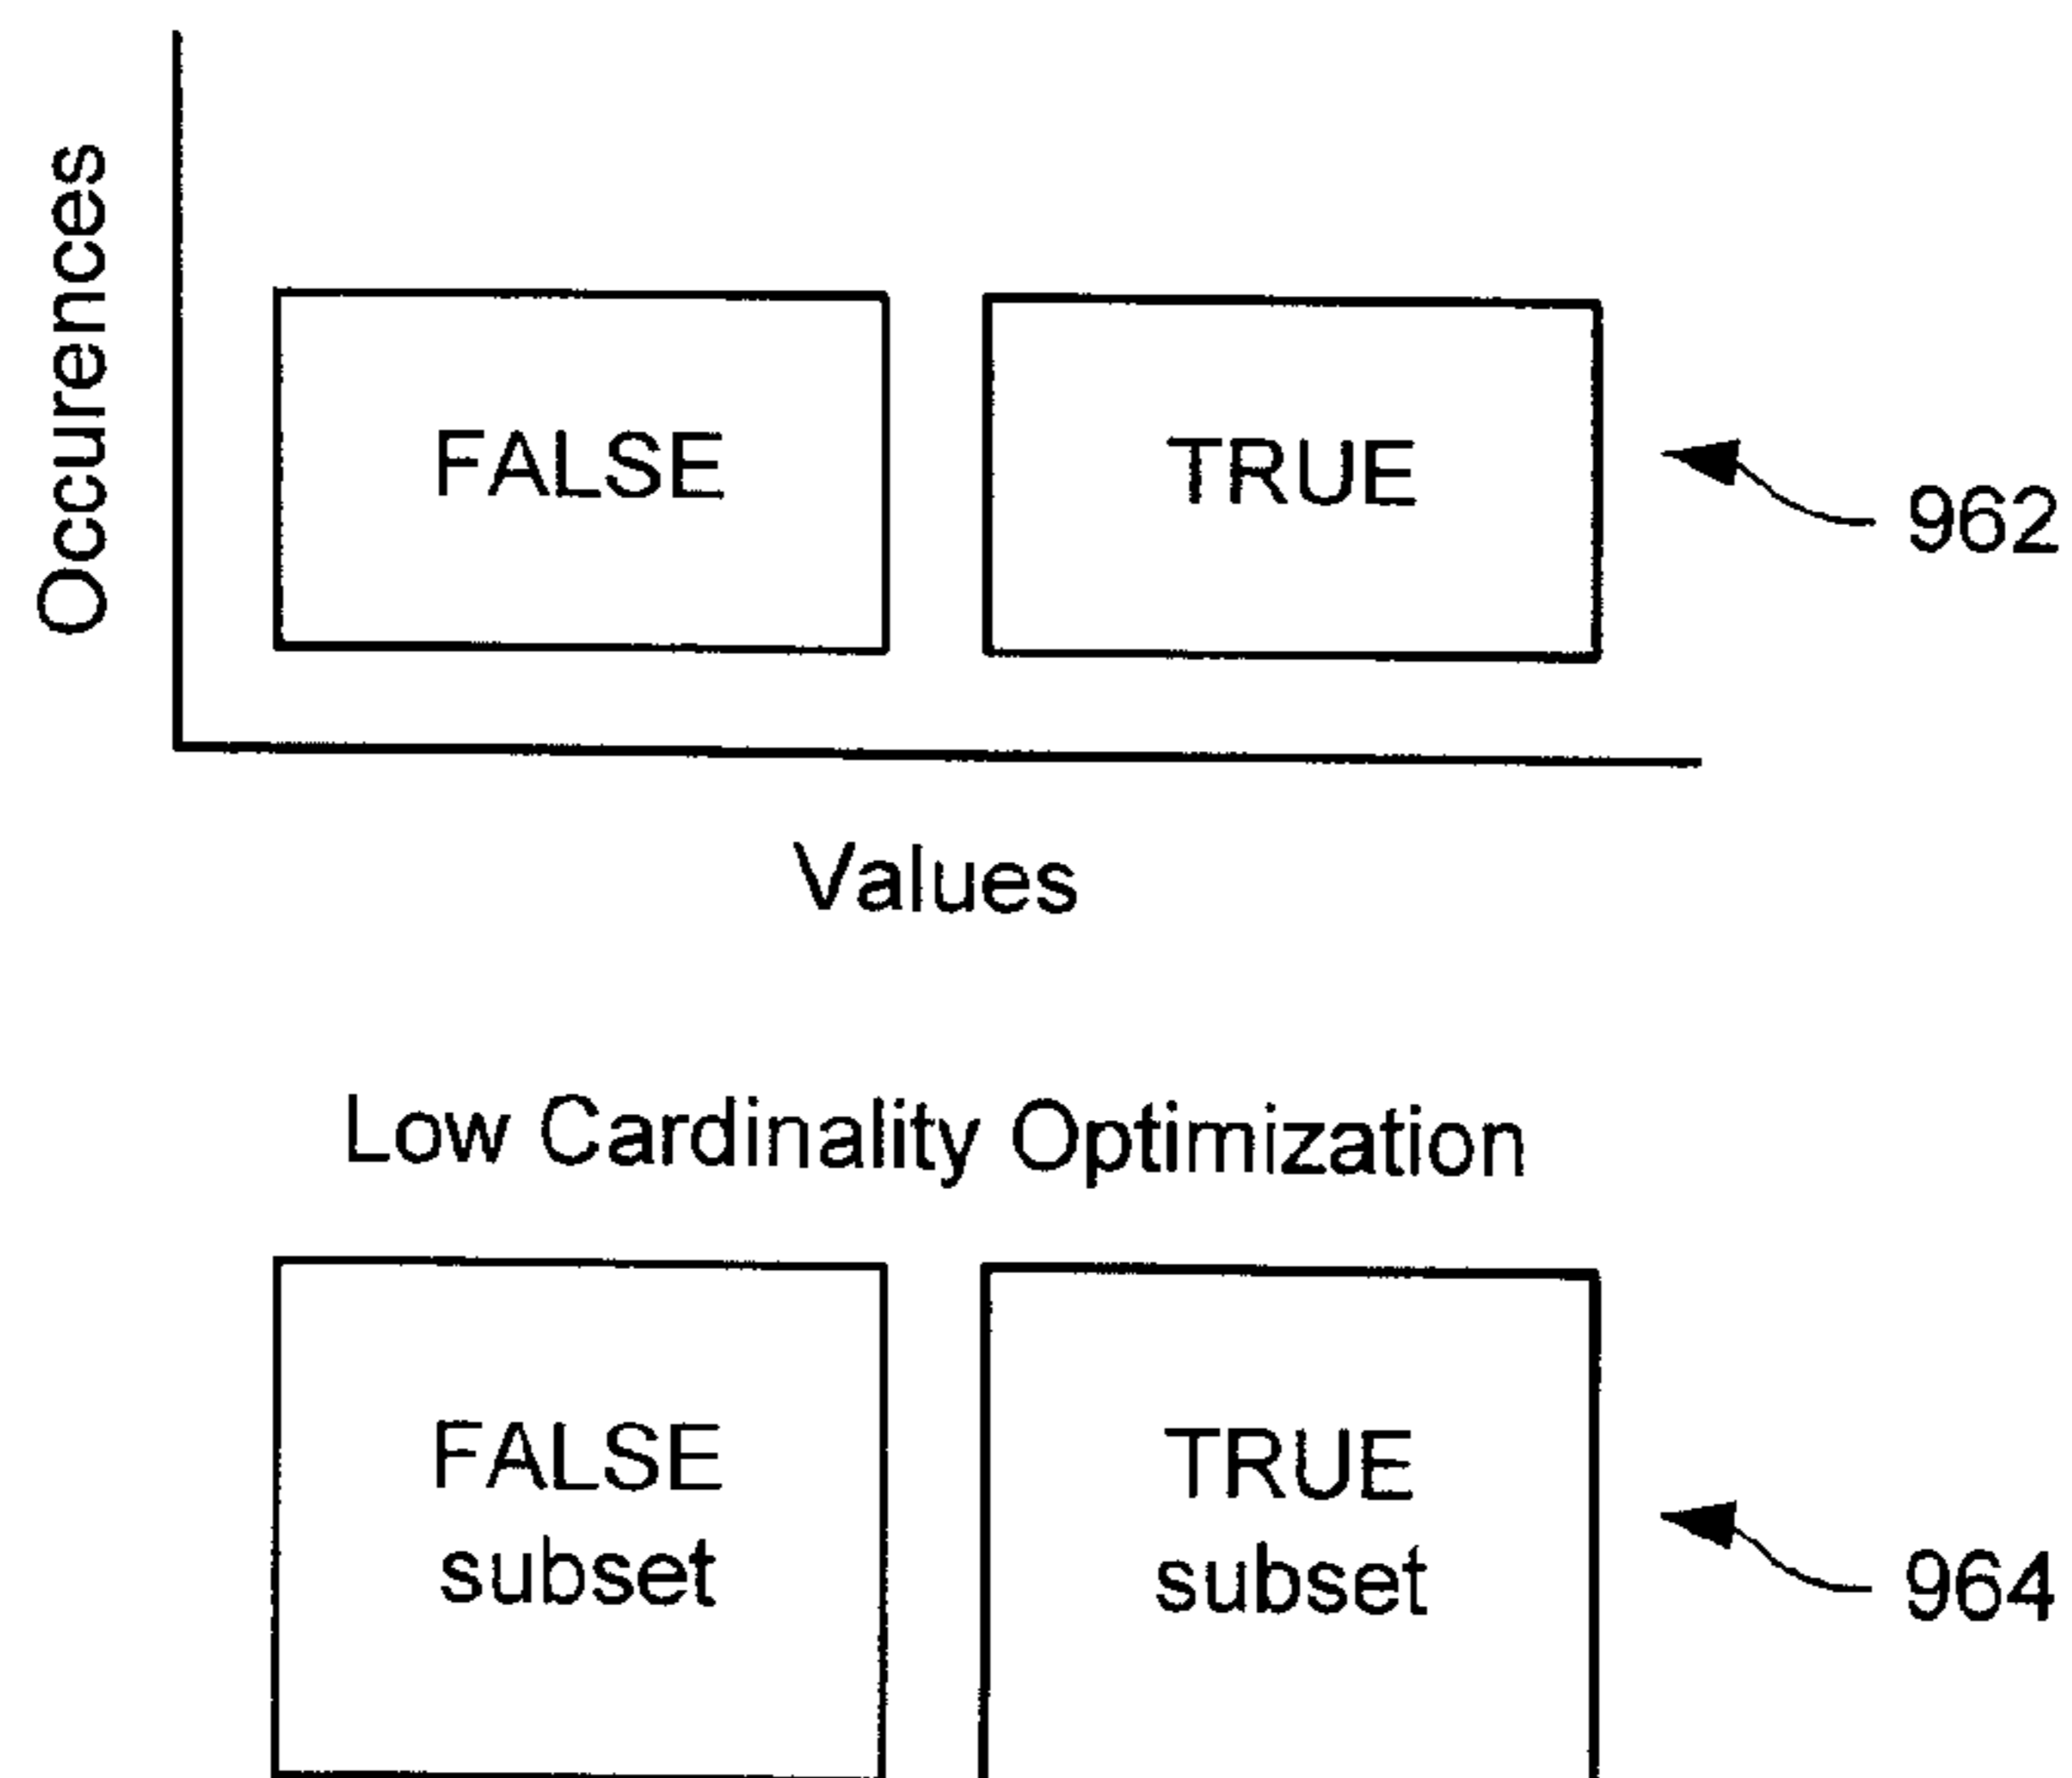 Occurences
FALSE
TRUE
962
Values
Low Cardinality Optimization
FALSE
subset
TRUE
subset
964